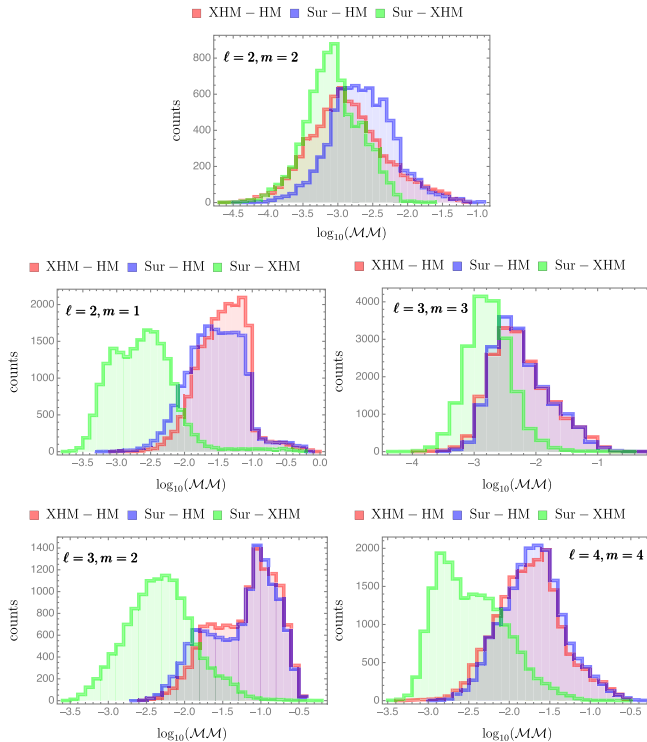 XHM − HM Sur − HM Sur − XHM
ℓ = 2, m = 2
counts
800
600
400
200
0
−4.5 −4.0 −3.5 −3.0 −2.5 −2.0 −1.5 −1.0
log₁₀(ℳℳ)
XHM − HM Sur − HM Sur − XHM
ℓ = 2, m = 1
counts
2000
1500
1000
500
0
−3.5 −3.0 −2.5 −2.0 −1.5 −1.0 −0.5 0.0
log₁₀(ℳℳ)
XHM − HM Sur − HM Sur − XHM
ℓ = 3, m = 3
counts
4000
3000
2000
1000
0
−4 −3 −2 −1
log₁₀(ℳℳ)
XHM − HM Sur − HM Sur − XHM
ℓ = 3, m = 2
counts
1400
1200
1000
800
600
400
200
0
−3.5 −3.0 −2.5 −2.0 −1.5 −1.0 −0.5
log₁₀(ℳℳ)
XHM − HM Sur − HM Sur − XHM
ℓ = 4, m = 4
counts
2000
1500
1000
500
0
−3.5 −3.0 −2.5 −2.0 −1.5 −1.0 −0.5
log₁₀(ℳℳ)